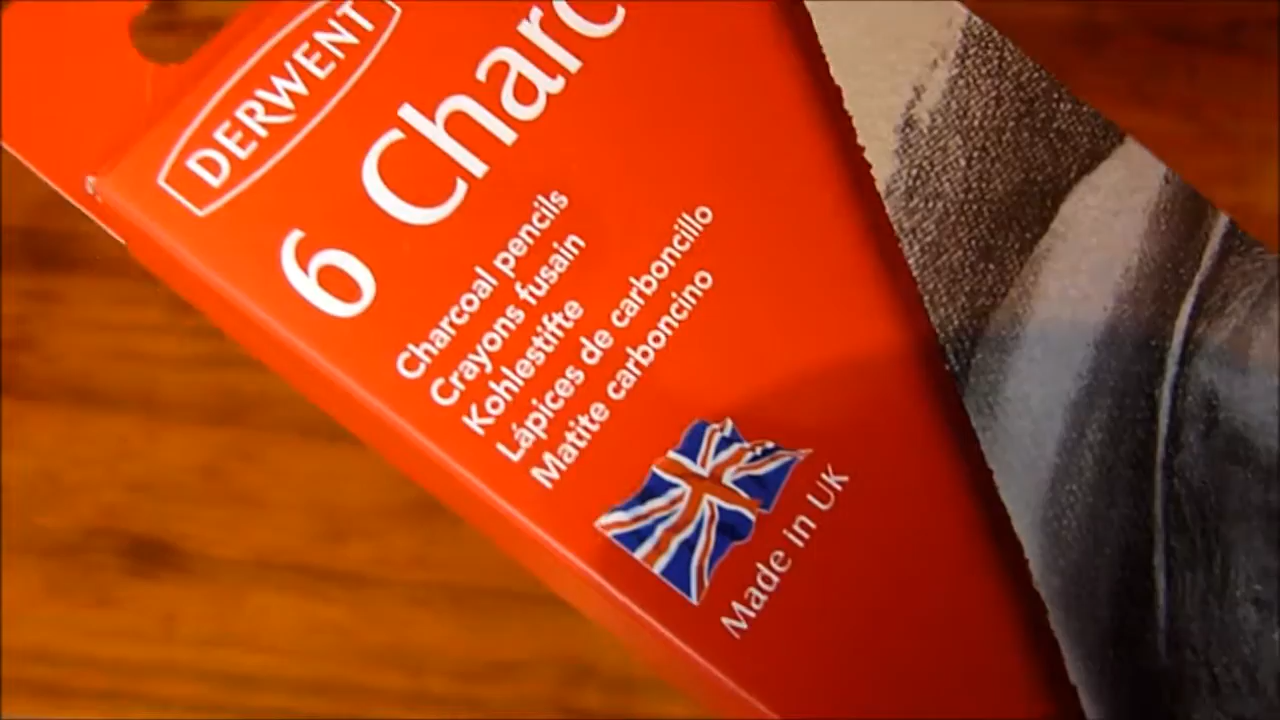 DERWENT
6 Charc
Charcoal pencils
Crayons fusain
Kohlestifte
Lápices de carboncillo
Matite carboncino
Made in UK